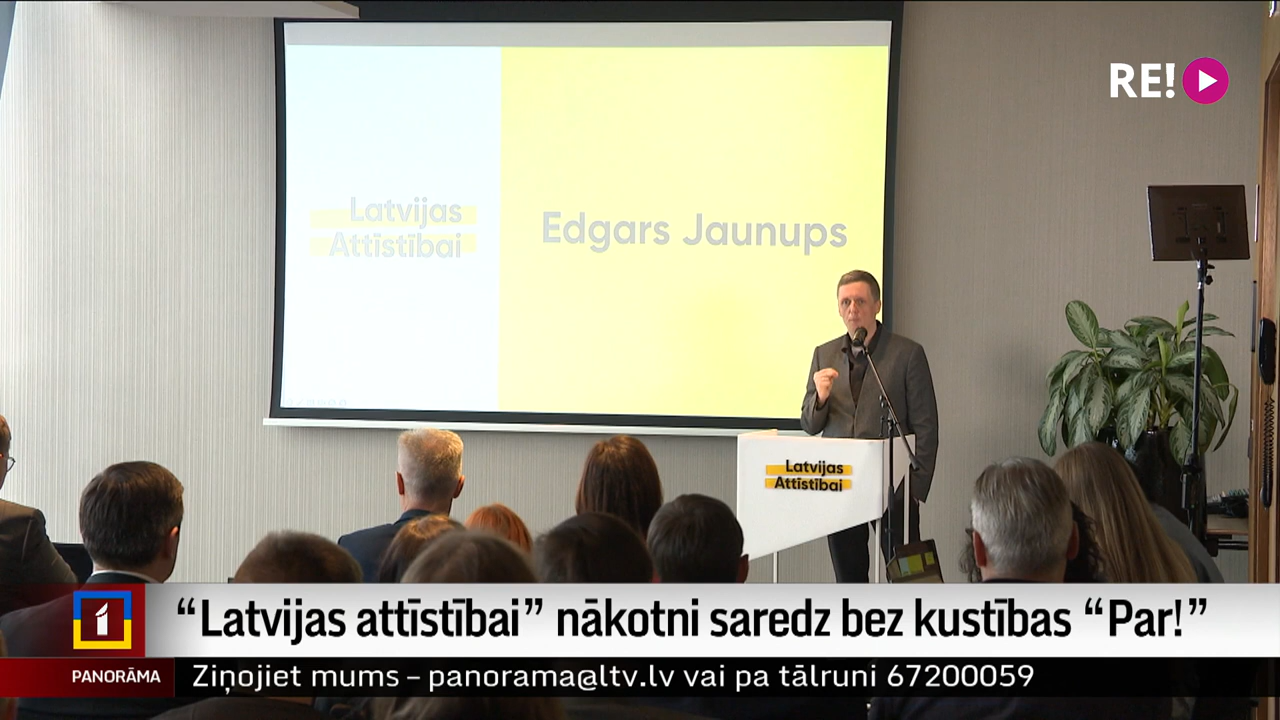 RE!
Latvijas
Attīstībai
Edgars Jaunups
Latvijas
Attīstībai
1
“Latvijas attīstībai” nākotni saredz bez kustības “Par!”
PANORĀMA
Ziņojiet mums – panorama@ltv.lv vai pa tālruni 67200059